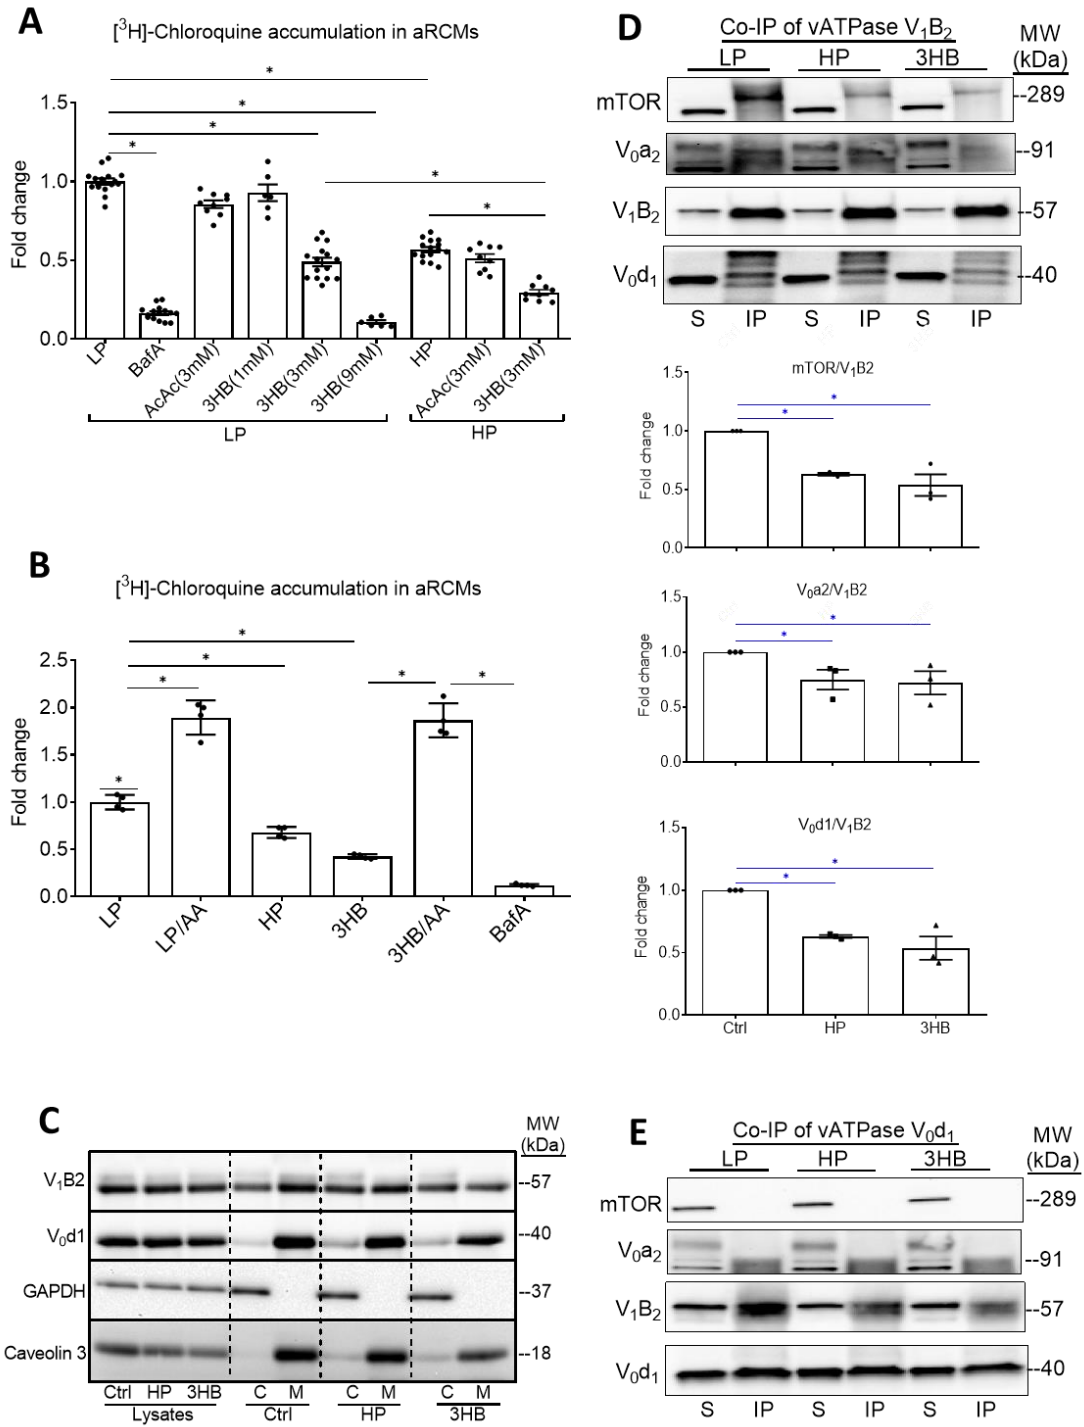 A
[³H]-Chloroquine accumulation in aRCMs
*
*
*
*
*
*
Fold change
1.5
1.0
0.5
0.0
LP
BafA
AcAc(3mM)
3HB(1mM)
3HB(3mM)
3HB(9mM)
HP
AcAc(3mM)
3HB(3mM)
LP
HP
B
[³H]-Chloroquine accumulation in aRCMs
*
*
*
*
*
*
Fold change
2.5
2.0
1.5
1.0
0.5
0.0
LP
LP/AA
HP
3HB
3HB/AA
BafA
C
MW
(kDa)
V₁B2
--57
V₀d1
--40
GAPDH
--37
Caveolin 3
--18
Ctrl HP 3HB C M C M C M
Lysates Ctrl HP 3HB
D
Co-IP of vATPase V₁B₂
MW
(kDa)
LP HP 3HB
mTOR
--289
V₀a₂
--91
V₁B₂
--57
V₀d₁
--40
S IP S IP S IP
mTOR/V₁B2
Fold change
1.5
1.0
0.5
0.0
*
*
V₀a2/V₁B2
Fold change
1.5
1.0
0.5
0.0
*
*
V₀d1/V₁B2
Fold change
1.5
1.0
0.5
0.0
*
*
Ctrl HP 3HB
E
Co-IP of vATPase V₀d₁
MW
(kDa)
LP HP 3HB
mTOR
--289
V₀a₂
--91
V₁B₂
--57
V₀d₁
--40
S IP S IP S IP